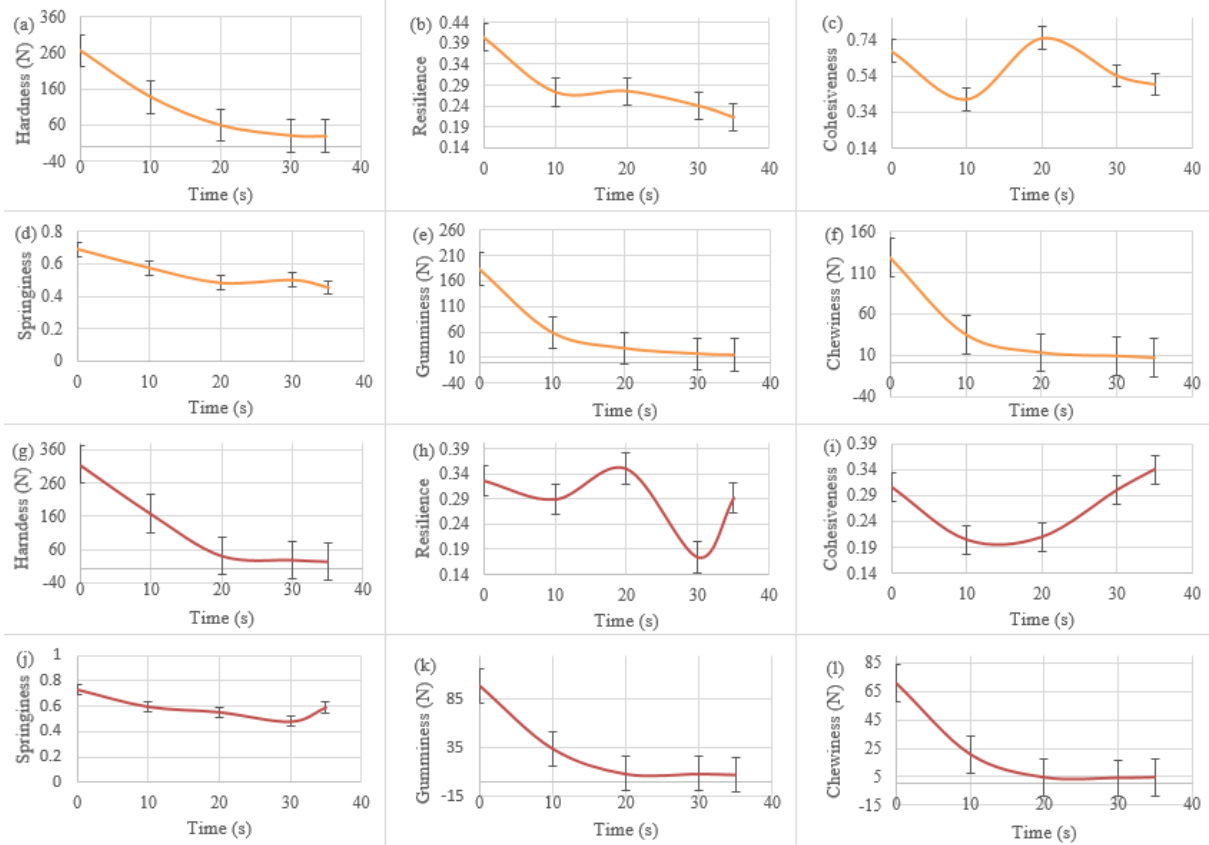 (a)
Hardness (N)
360
260
160
60
-40
0 10 20 30 40
Time (s)
(b)
Resilience
0.44
0.39
0.34
0.29
0.24
0.19
0.14
0 10 20 30 40
Time (s)
(c)
Cohesiveness
0.74
0.54
0.34
0.14
0 10 20 30 40
Time (s)
(d)
Springiness
0.8
0.6
0.4
0.2
0
0 10 20 30 40
Time (s)
(e)
Gumminess (N)
260
210
160
110
60
10
-40
0 10 20 30 40
Time (s)
(f)
Chewiness (N)
160
110
60
10
-40
0 10 20 30 40
Time (s)
(g)
Harndess (N)
360
260
160
60
-40
0 10 20 30 40
Time (s)
(h)
Resilience
0.39
0.34
0.29
0.24
0.19
0.14
0 10 20 30 40
Time (s)
(i)
Cohesiveness
0.39
0.34
0.29
0.24
0.19
0.14
0 10 20 30 40
Time (s)
(j)
Springiness
1
0.8
0.6
0.4
0.2
0
0 10 20 30 40
Time (s)
(k)
Gumminess (N)
85
35
-15
0 10 20 30 40
Time (s)
(l)
Chewiness (N)
85
65
45
25
5
-15
0 10 20 30 40
Time (s)